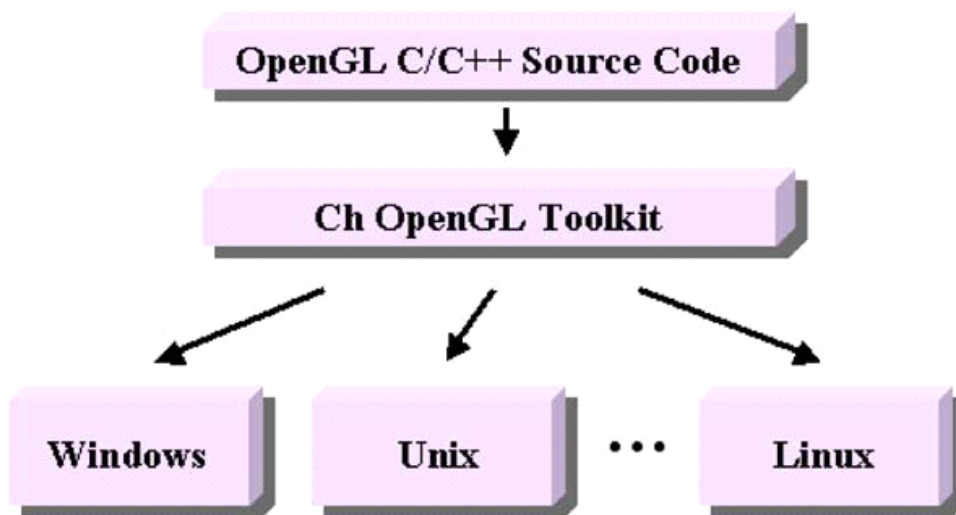 OpenGL C/C++ Source Code
Ch OpenGL Toolkit
Windows
Unix
...
Linux